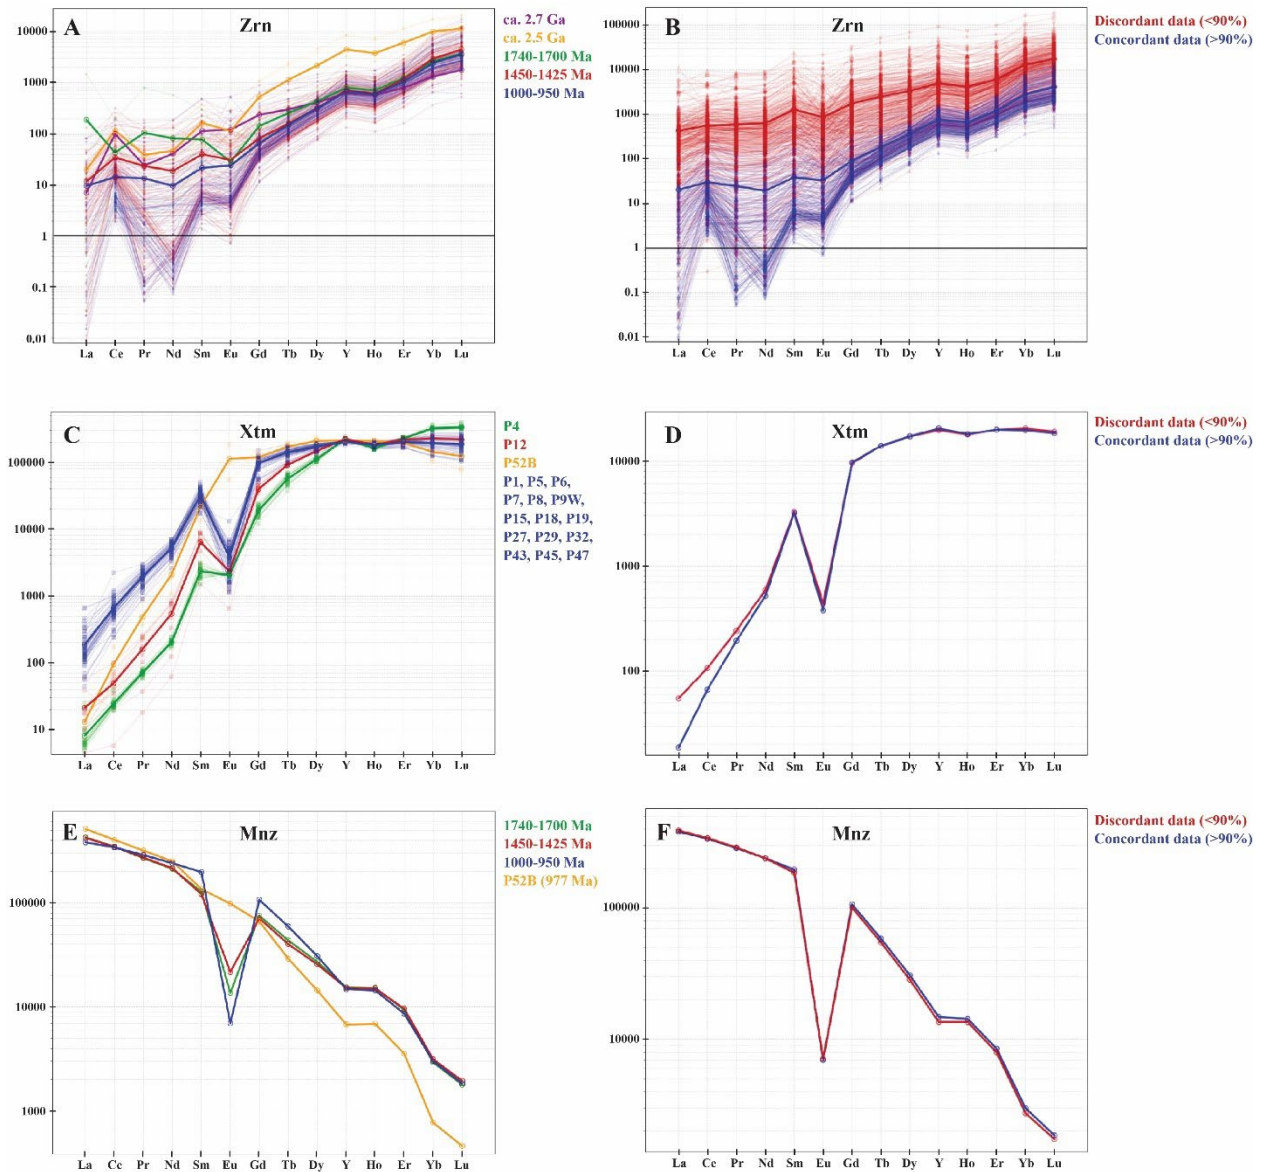 A
Zrn
ca. 2.7 Ga
ca. 2.5 Ga
1740-1700 Ma
1450-1425 Ma
1000-950 Ma
10000
1000
100
10
1
0.1
0.01
La Ce Pr Nd Sm Eu Gd Tb Dy Y Ho Er Yb Lu
B
Zrn
Discordant data (<90%)
Concordant data (>90%)
100000
10000
1000
100
10
1
0.1
0.01
La Ce Pr Nd Sm Eu Gd Tb Dy Y Ho Er Yb Lu
C
Xtm
P4
P12
P52B
P1, P5, P6,
P7, P8, P9W,
P15, P18, P19,
P27, P29, P32,
P43, P45, P47
100000
10000
1000
100
10
La Ce Pr Nd Sm Eu Gd Tb Dy Y Ho Er Yb Lu
D
Xtm
Discordant data (<90%)
Concordant data (>90%)
10000
1000
100
La Ce Pr Nd Sm Eu Gd Tb Dy Y Ho Er Yb Lu
E
Mnz
1740-1700 Ma
1450-1425 Ma
1000-950 Ma
P52B (977 Ma)
100000
10000
1000
La Ce Pr Nd Sm Eu Gd Tb Dy Y Ho Er Yb Lu
F
Mnz
Discordant data (<90%)
Concordant data (>90%)
100000
10000
La Ce Pr Nd Sm Eu Gd Tb Dy Y Ho Er Yb Lu